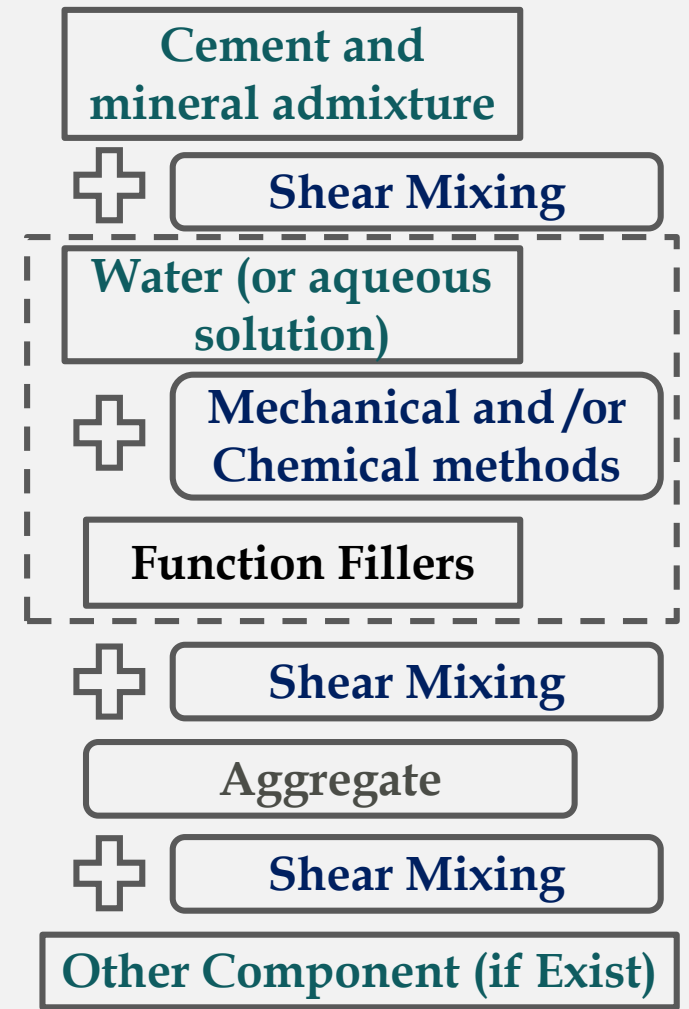 Cement and
mineral admixture
Shear Mixing
Water (or aqueous
solution)
Mechanical and/or
Chemical methods
Function Fillers
Shear Mixing
Aggregate
Shear Mixing
Other Component (if Exist)